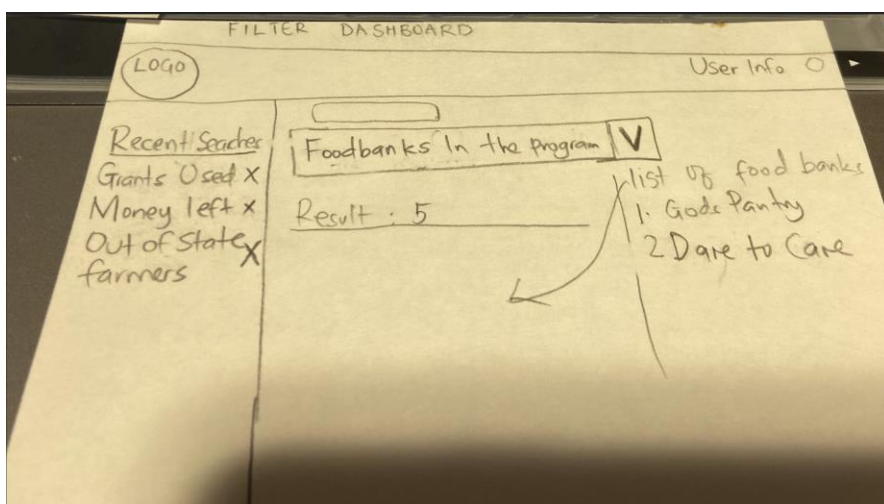 FILTER DASHBOARD
LOGO
User Info
Recent Seaches
Grants Used X
Money left X
Out of State X
farmers
Foodbanks In the program V
Result : 5
list of food banks
1. Gods Pantry
2 Dare to Care